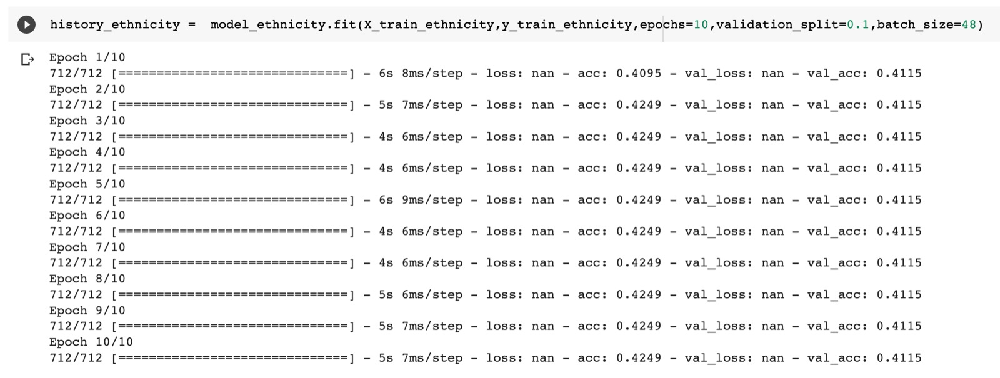 history_ethnicity =  model_ethnicity.fit(X_train_ethnicity,y_train_ethnicity,epochs=10,validation_split=0.1,batch_size=48)
Epoch 1/10
712/712 [==============================] - 6s 8ms/step - loss: nan - acc: 0.4095 - val_loss: nan - val_acc: 0.4115
Epoch 2/10
712/712 [==============================] - 5s 7ms/step - loss: nan - acc: 0.4249 - val_loss: nan - val_acc: 0.4115
Epoch 3/10
712/712 [==============================] - 4s 6ms/step - loss: nan - acc: 0.4249 - val_loss: nan - val_acc: 0.4115
Epoch 4/10
712/712 [==============================] - 4s 6ms/step - loss: nan - acc: 0.4249 - val_loss: nan - val_acc: 0.4115
Epoch 5/10
712/712 [==============================] - 6s 9ms/step - loss: nan - acc: 0.4249 - val_loss: nan - val_acc: 0.4115
Epoch 6/10
712/712 [==============================] - 4s 6ms/step - loss: nan - acc: 0.4249 - val_loss: nan - val_acc: 0.4115
Epoch 7/10
712/712 [==============================] - 4s 6ms/step - loss: nan - acc: 0.4249 - val_loss: nan - val_acc: 0.4115
Epoch 8/10
712/712 [==============================] - 5s 6ms/step - loss: nan - acc: 0.4249 - val_loss: nan - val_acc: 0.4115
Epoch 9/10
712/712 [==============================] - 5s 7ms/step - loss: nan - acc: 0.4249 - val_loss: nan - val_acc: 0.4115
Epoch 10/10
712/712 [==============================] - 5s 7ms/step - loss: nan - acc: 0.4249 - val_loss: nan - val_acc: 0.4115